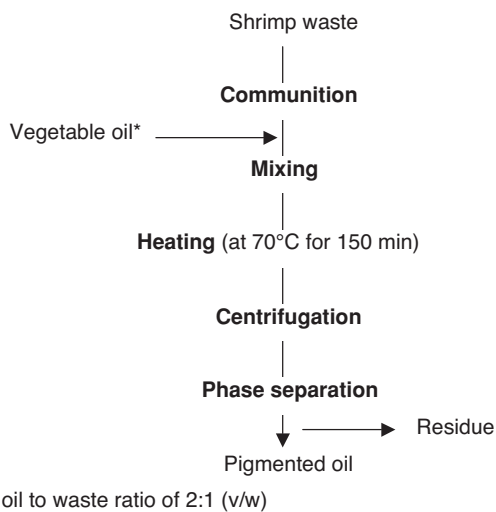 Shrimp waste
Communition
Vegetable oil*
Mixing
Heating (at 70°C for 150 min)
Centrifugation
Phase separation
Residue
Pigmented oil
oil to waste ratio of 2:1 (v/w)